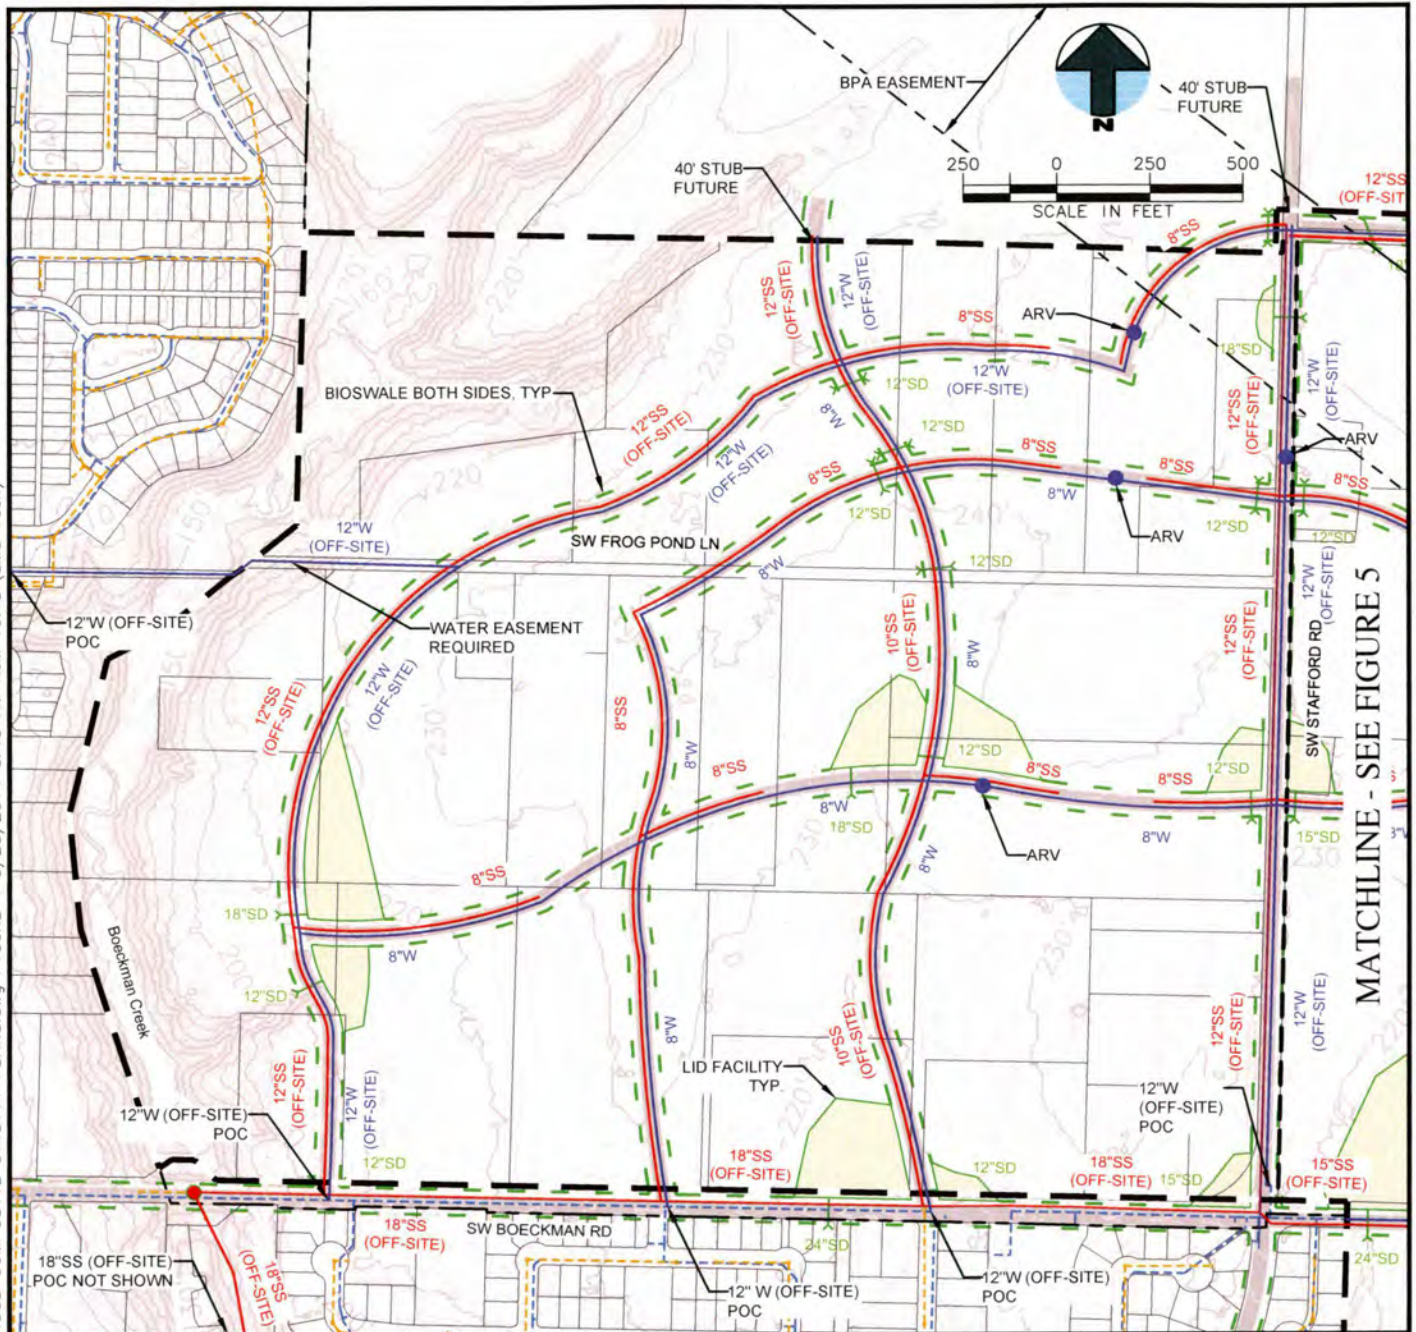 BPA EASEMENT
N
40' STUB
FUTURE
250 0 250 500
SCALE IN FEET
40' STUB
FUTURE
12"SS
8"SS
12"SS
(OFF-SITE)
12"W
(OFF-SITE)
ARV
8"SS
18"SD
12"W
(OFF-SITE)
12"W
(OFF-SITE)
12"SD
BIOSWALE BOTH SIDES, TYP
12"SS
(OFF-SITE)
12"W
(OFF-SITE)
8"W
12"SD
12"SS
(OFF-SITE)
ARV
8"SS
8"SS
8"SS
8"SS
8"W
12"SD
12"SD
12"SD
ARV
12"W
(OFF-SITE)
SW FROG POND LN
240'
8"W
12"SD
12"W
(OFF-SITE)
12"W (OFF-SITE)
POC
WATER EASEMENT
REQUIRED
10"SS
(OFF-SITE)
8"W
12"SS
(OFF-SITE)
SW STAFFORD RD
MATCHLINE - SEE FIGURE 5
12"SS
(OFF-SITE)
12"W
(OFF-SITE)
230'
8"SS
8"W
12"SD
8"SS
8"SS
12"SD
8"SS
8"W
18"SD
230'
8"W
15"SD
230
ARV
8"W
8"SS
18"SD
8"W
200'
Boeckman Creek
12"SD
230'
12"SS
(OFF-SITE)
12"W
(OFF-SITE)
8"W
10"SS
(OFF-SITE)
LID FACILITY
TYP.
220'
12"SS
(OFF-SITE)
12"W
(OFF-SITE)
12"W (OFF-SITE)
POC
12"W
(OFF-SITE)
POC
12"SD
18"SS
(OFF-SITE)
12"SD
18"SS
(OFF-SITE)
15"SD
15"SS
(OFF-SITE)
18"SS
(OFF-SITE)
SW BOECKMAN RD
24"SD
24"SD
18"SS (OFF-SITE)
POC NOT SHOWN
18"SS
(OFF-SITE)
12" W (OFF-SITE)
POC
12"W (OFF-SITE)
POC